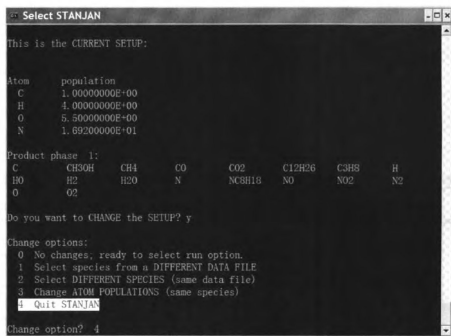 Select STANJAN
This is the CURRENT SETUP:
Atom population
C 1.00000000E+00
H 4.00000000E+00
O 5.50000000E+00
N 1.69200000E+01
Product phase 1:
C CH3OH CH4 CO CO2 C12H26 C3H8 H
HO H2 H2O N NC8H18 NO NO2 N2
O O2
Do you want to CHANGE the SETUP? y
Change options:
0 No changes; ready to select run option.
1 Select species from a DIFFERENT DATA FILE
2 Select DIFFERENT SPECIES (same data file)
3 Change ATOM POPULATIONS (same species)
4 Quit STANJAN
Change option? 4